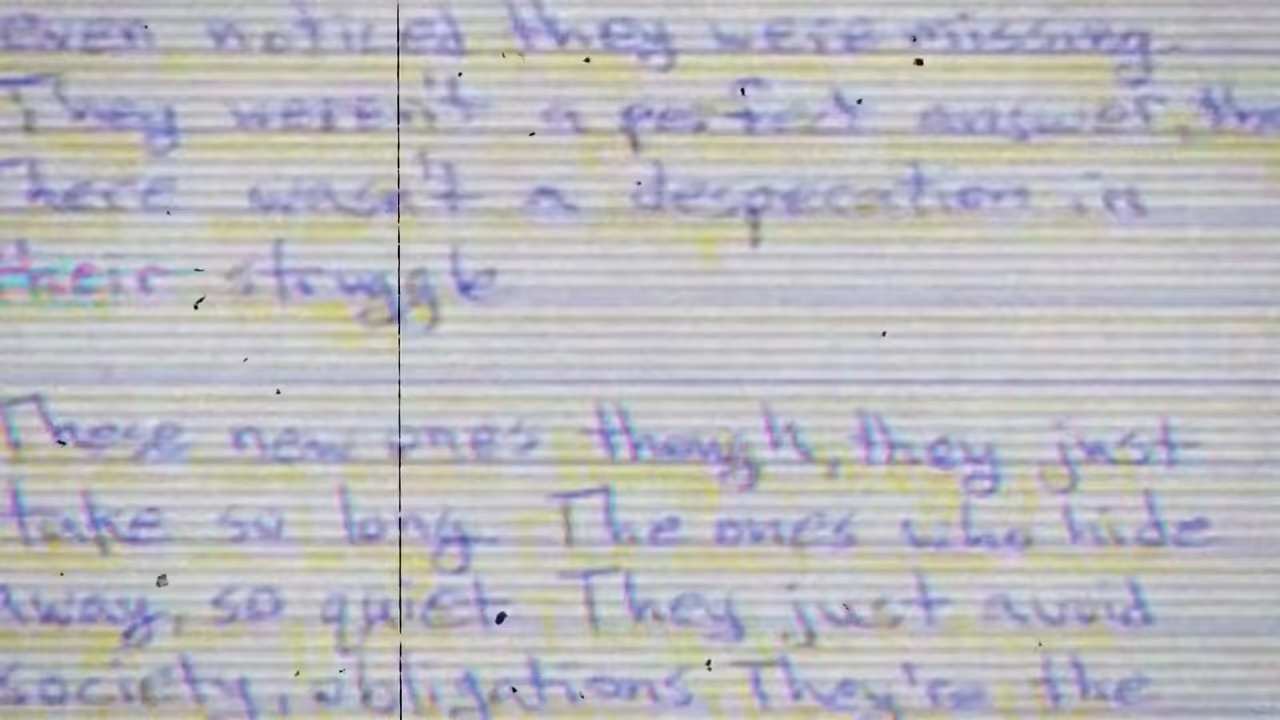 even noticed they were missing.
They weren't a perfect answer, tho
There wasn't a desperation in
their struggle
These new ones though, they just
take so long. The ones who hide
away, so quiet. They just avoid
society, obligations They're the